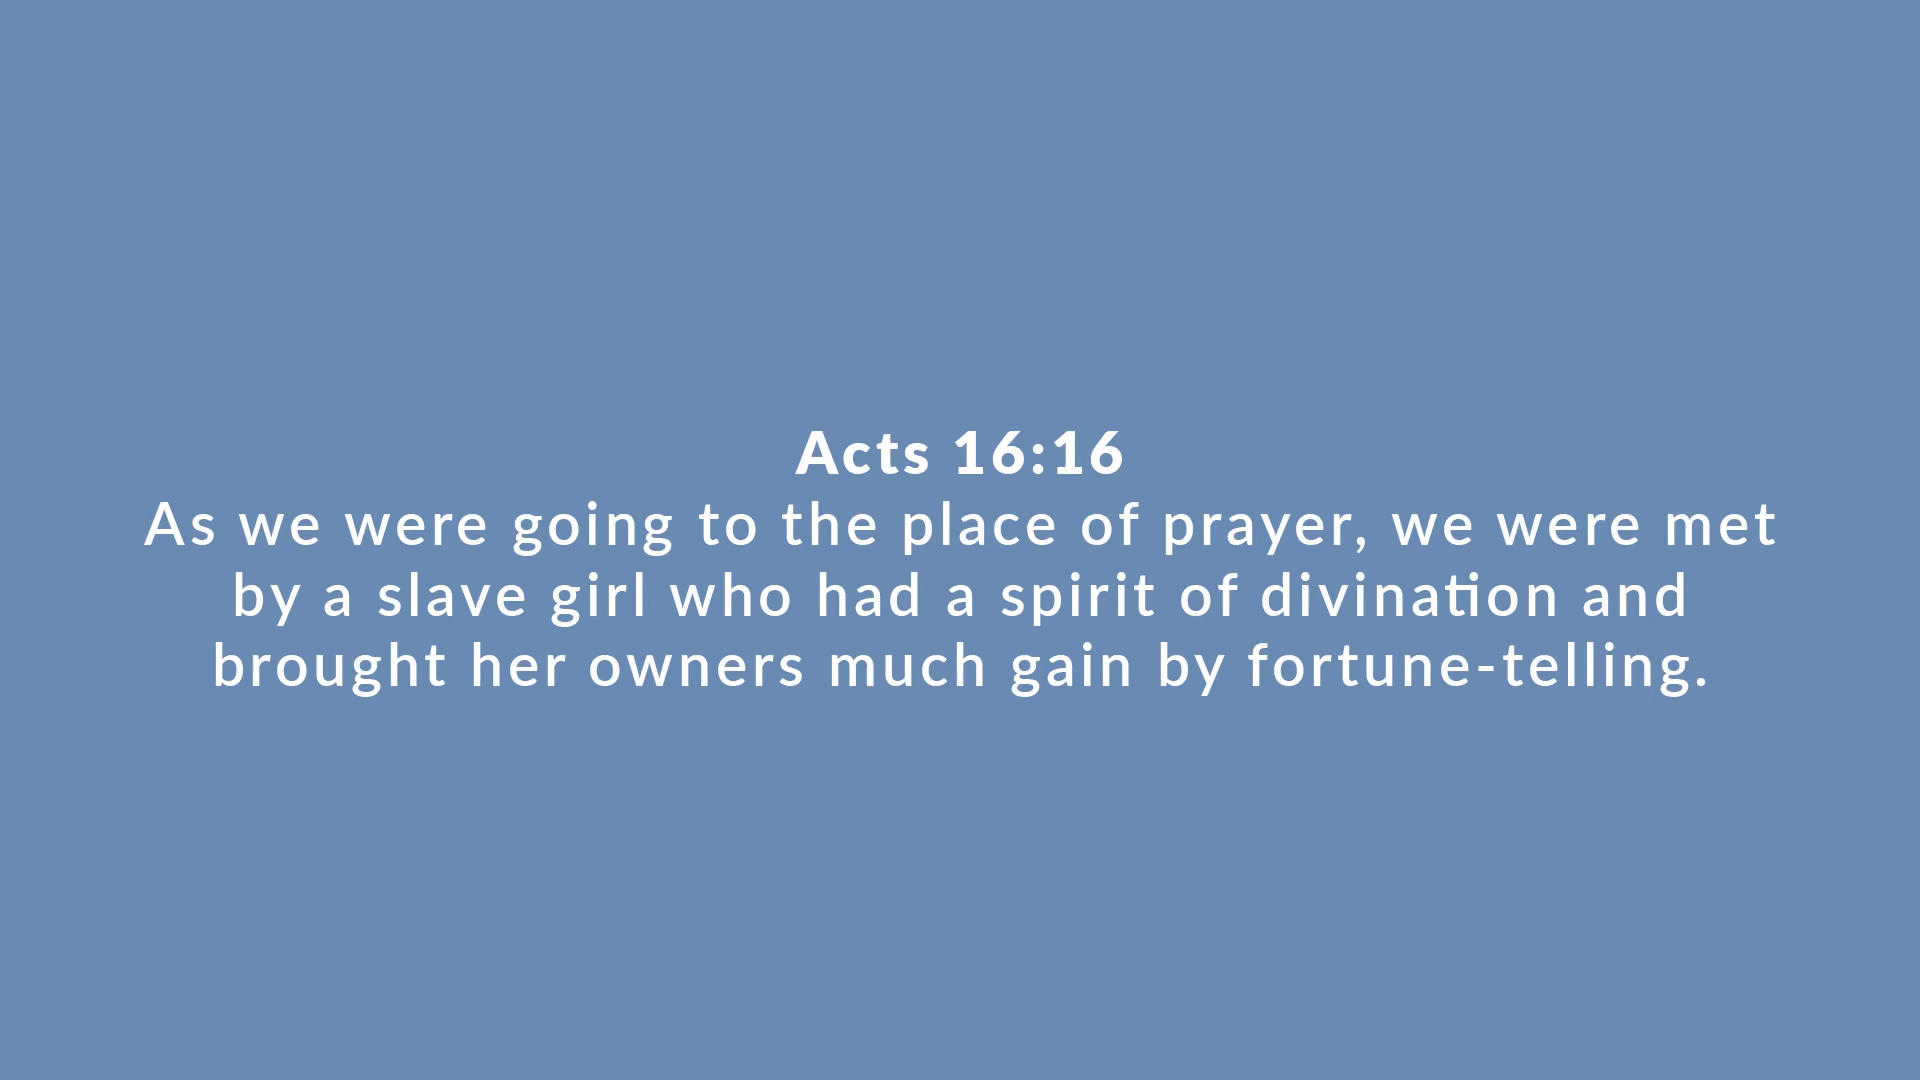 Acts 16:16
As we were going to the place of prayer, we were met
by a slave girl who had a spirit of divination and
brought her owners much gain by fortune-telling.